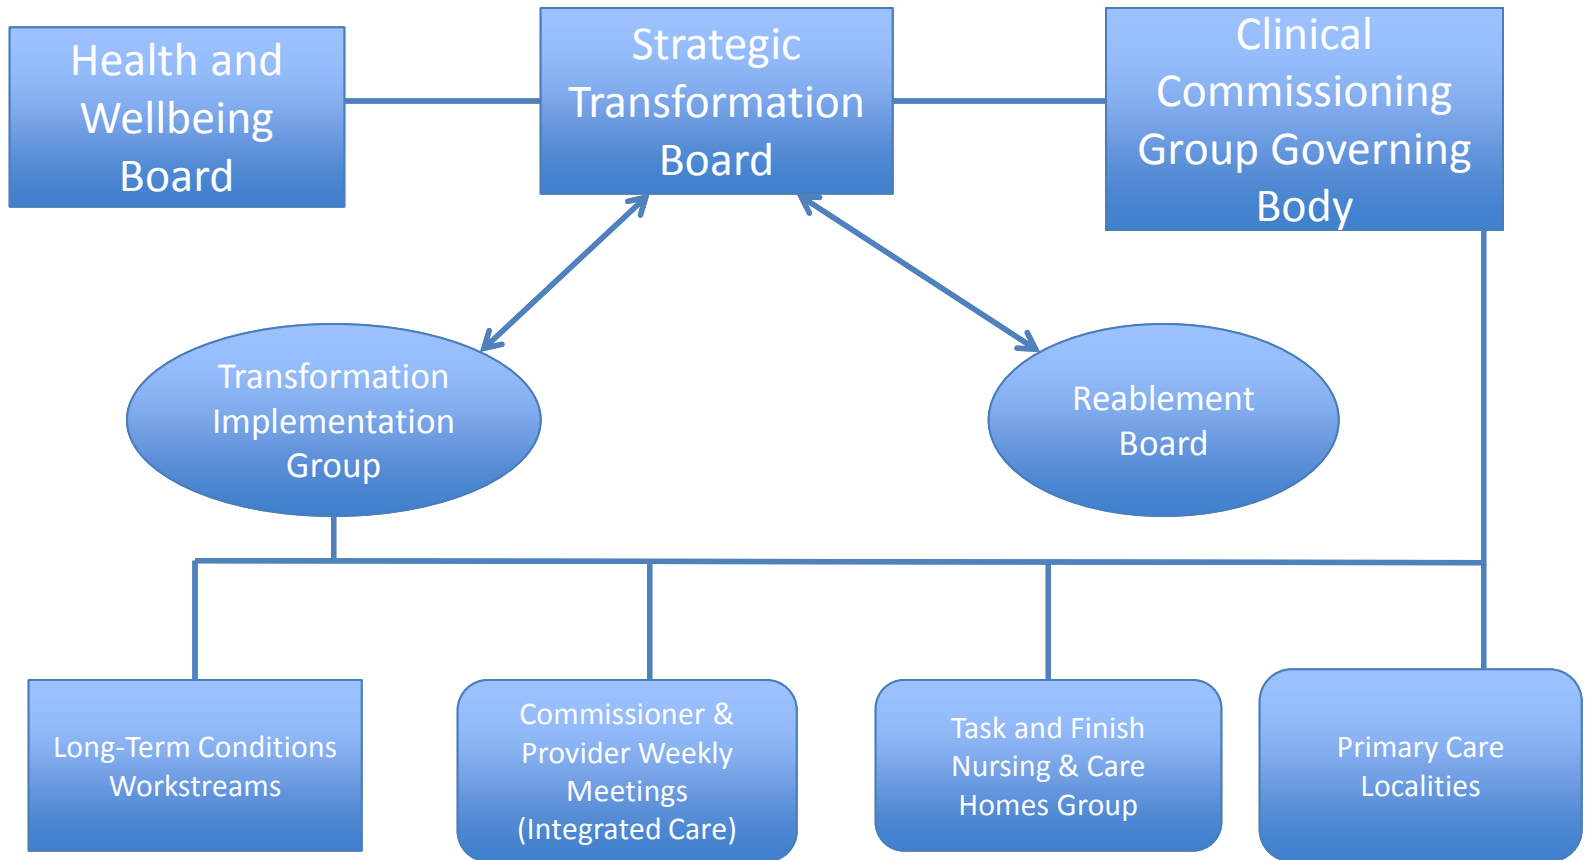 Health and
Wellbeing
Board
Strategic
Transformation
Board
Clinical
Commissioning
Group Governing
Body
Transformation
Implementation
Group
Reablement
Board
Long-Term Conditions
Workstreams
Commissioner &
Provider Weekly
Meetings
(Integrated Care)
Task and Finish
Nursing & Care
Homes Group
Primary Care
Localities